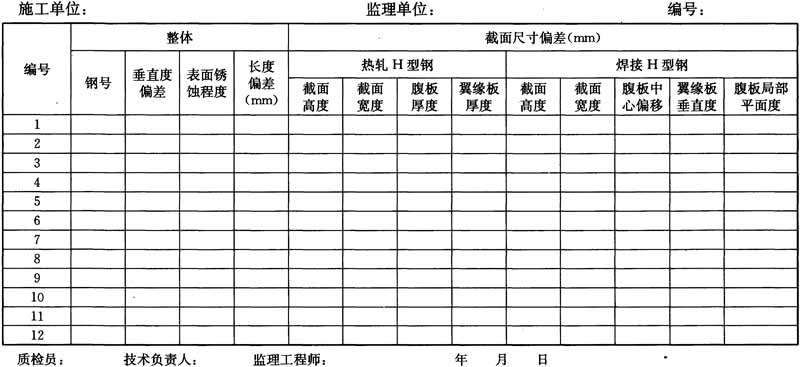 施工单位： 监理单位： 编号：
编号 整体 截面尺寸偏差(mm)
钢号 垂直度偏差 表面锈蚀程度 长度偏差(mm) 热轧 H 型钢 焊接 H 型钢
截面高度 截面宽度 腹板厚度 翼缘板厚度 截面高度 截面宽度 腹板中心偏移 翼缘板垂直度 腹板局部平面度
1
2
3
4
5
6
7
8
9
10
11
12
质检员： 技术负责人： 监理工程师： 年 月 日